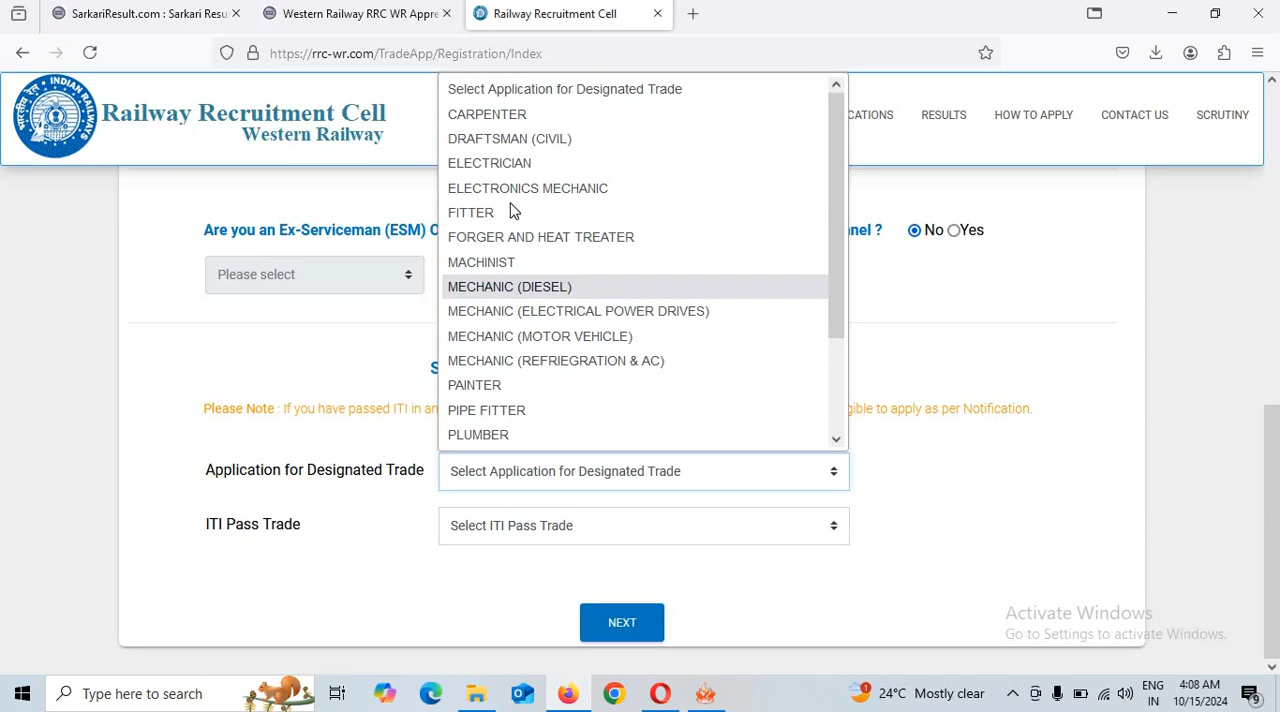 SarkariResult.com : Sarkari Resu
Western Railway RRC WR Appre
Railway Recruitment Cell
https://rrc-wr.com/TradeApp/Registration/Index
INDIAN RAILWAYS
Railway Recruitment Cell
Western Railway
CATIONS
RESULTS
HOW TO APPLY
CONTACT US
SCRUTINY
Select Application for Designated Trade
CARPENTER
DRAFTSMAN (CIVIL)
ELECTRICIAN
ELECTRONICS MECHANIC
FITTER
FORGER AND HEAT TREATER
MACHINIST
MECHANIC (DIESEL)
MECHANIC (ELECTRICAL POWER DRIVES)
MECHANIC (MOTOR VEHICLE)
MECHANIC (REFRIEGRATION & AC)
PAINTER
PIPE FITTER
PLUMBER
Are you an Ex-Serviceman (ESM) O nel ? No Yes
Please select
S
Please Note : If you have passed ITI in an gible to apply as per Notification.
Application for Designated Trade Select Application for Designated Trade
ITI Pass Trade Select ITI Pass Trade
NEXT
Activate Windows
Go to Settings to activate Windows.
Type here to search
24°C Mostly clear
ENG
IN
4:08 AM
10/15/2024
9